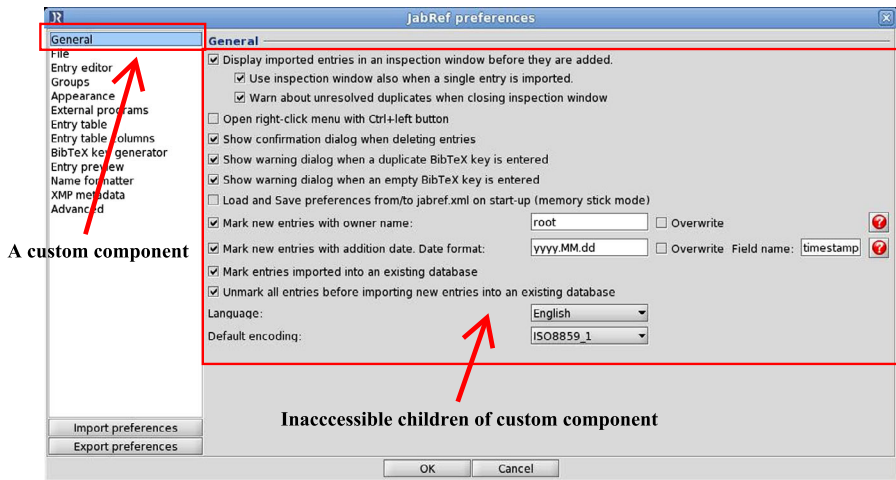 JabRef preferences
General
File
Entry editor
Groups
Appearance
External programs
Entry table
Entry table columns
BibTeX key generator
Entry preview
Name formatter
XMP metadata
Advanced
A custom component
Import preferences
Export preferences
General
Display imported entries in an inspection window before they are added.
Use inspection window also when a single entry is imported.
Warn about unresolved duplicates when closing inspection window
Open right-click menu with Ctrl+left button
Show confirmation dialog when deleting entries
Show warning dialog when a duplicate BibTeX key is entered
Show warning dialog when an empty BibTeX key is entered
Load and Save preferences from/to jabref.xml on start-up (memory stick mode)
Mark new entries with owner name: root Overwrite ?
Mark new entries with addition date. Date format: yyyy.MM.dd Overwrite Field name: timestamp ?
Mark entries imported into an existing database
Unmark all entries before importing new entries into an existing database
Language: English
Default encoding: ISO8859_1
Inacccessible children of custom component
OK Cancel